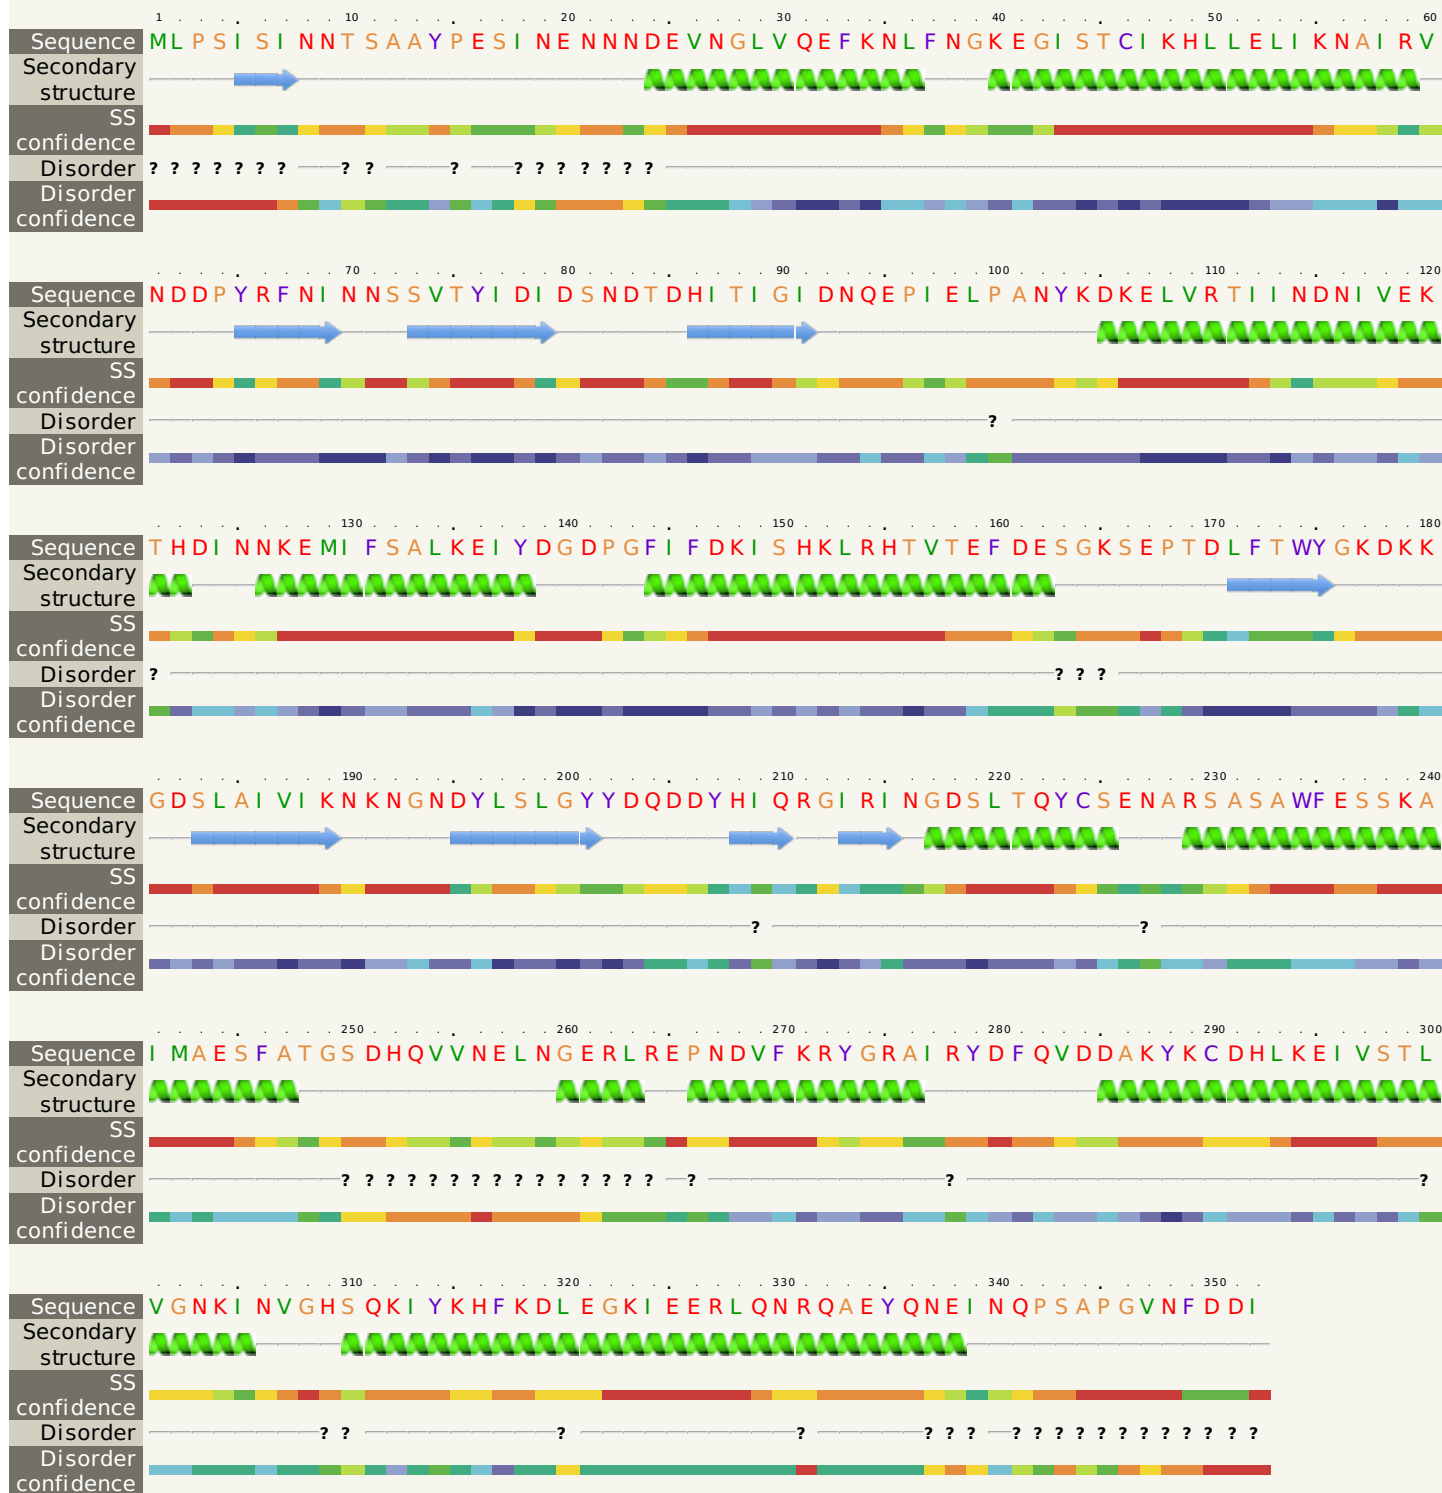 1 10 20 30 40 50 60
Sequence MLPSISINNTSAAYPESINENNNDEVNGLVQEFKNLFNGKEGISTCIKHLLELIKNAIRV
Secondary
structure
SS
confidence
Disorder ? ? ? ? ? ? ? ? ? ? ? ? ? ? ? ? ?
Disorder
confidence
70 80 90 100 110 120
Sequence NDDPYRFNINNSSVTYIDIDSNDTDHITIGIDNQEPIELPANYKDKELVRTIINDNIVEK
Secondary
structure
SS
confidence
Disorder ?
Disorder
confidence
130 140 150 160 170 180
Sequence THDINNKEMIFSALKEIYDGDPGFIFDKISHKLRHTVTEFDESGKSEPTDLFTWYGKDKK
Secondary
structure
SS
confidence
Disorder ? ? ? ?
Disorder
confidence
190 200 210 220 230 240
Sequence GDSLAIVIKNKNGNDYLSLGYYDQDDYHIQRGIRINGDSLTQYCSENARSASAWFESSKA
Secondary
structure
SS
confidence
Disorder ? ?
Disorder
confidence
250 260 270 280 290 300
Sequence IMAESFATGSDHQVVNELNGERLREPNDVFKRYGRAIRYDFQVDDAKYKCDHLKEIVSTL
Secondary
structure
SS
confidence
Disorder ? ? ? ? ? ? ? ? ? ? ? ? ? ? ? ? ? ?
Disorder
confidence
310 320 330 340 350
Sequence VGNKINVGHSQKIYKHFKDLEGKIEERLQNRQAEYQNEINQPSAPGVNFDDI
Secondary
structure
SS
confidence
Disorder ? ? ? ? ? ? ? ? ? ? ? ? ? ? ? ? ? ? ?
Disorder
confidence